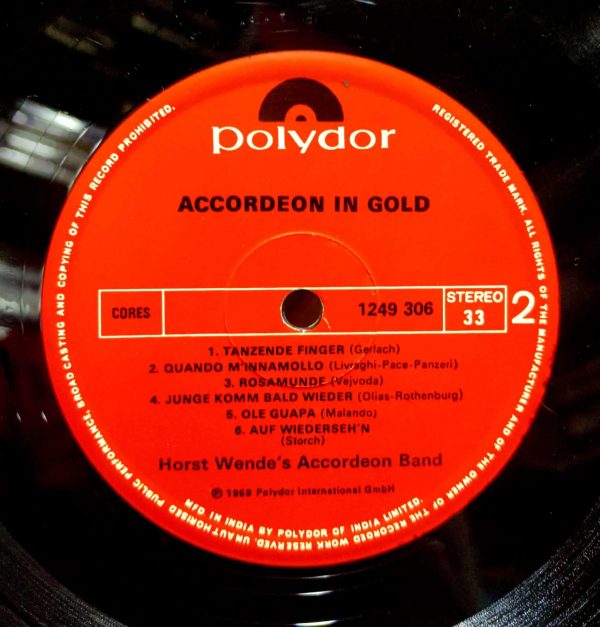 polydor
ACCORDEON IN GOLD
CORES
1249 306
STEREO
33
2
1. TANZENDE FINGER (Gerlach)
2. QUANDO M'INNAMOLLO (Livraghi-Pace-Panzeri)
3. ROSAMUNDE (Vejvoda)
4. JUNGE KOMM BALD WIEDER (Olias-Rothenburg)
5. OLE GUAPA (Malando)
6. AUF WIEDERSEH'N
(Storch)
Horst Wende's Accordeon Band
℗ 1969 Polydor International GmbH
REGISTERED TRADE MARK. ALL RIGHTS OF THE MANUFACTURER AND OF THE OWNER OF THE RECORDED WORK RESERVED. UNAUTHORISED PUBLIC PERFORMANCE, BROADCASTING AND COPYING OF THIS RECORD PROHIBITED.
MFD IN INDIA BY POLYDOR OF INDIA LIMITED.